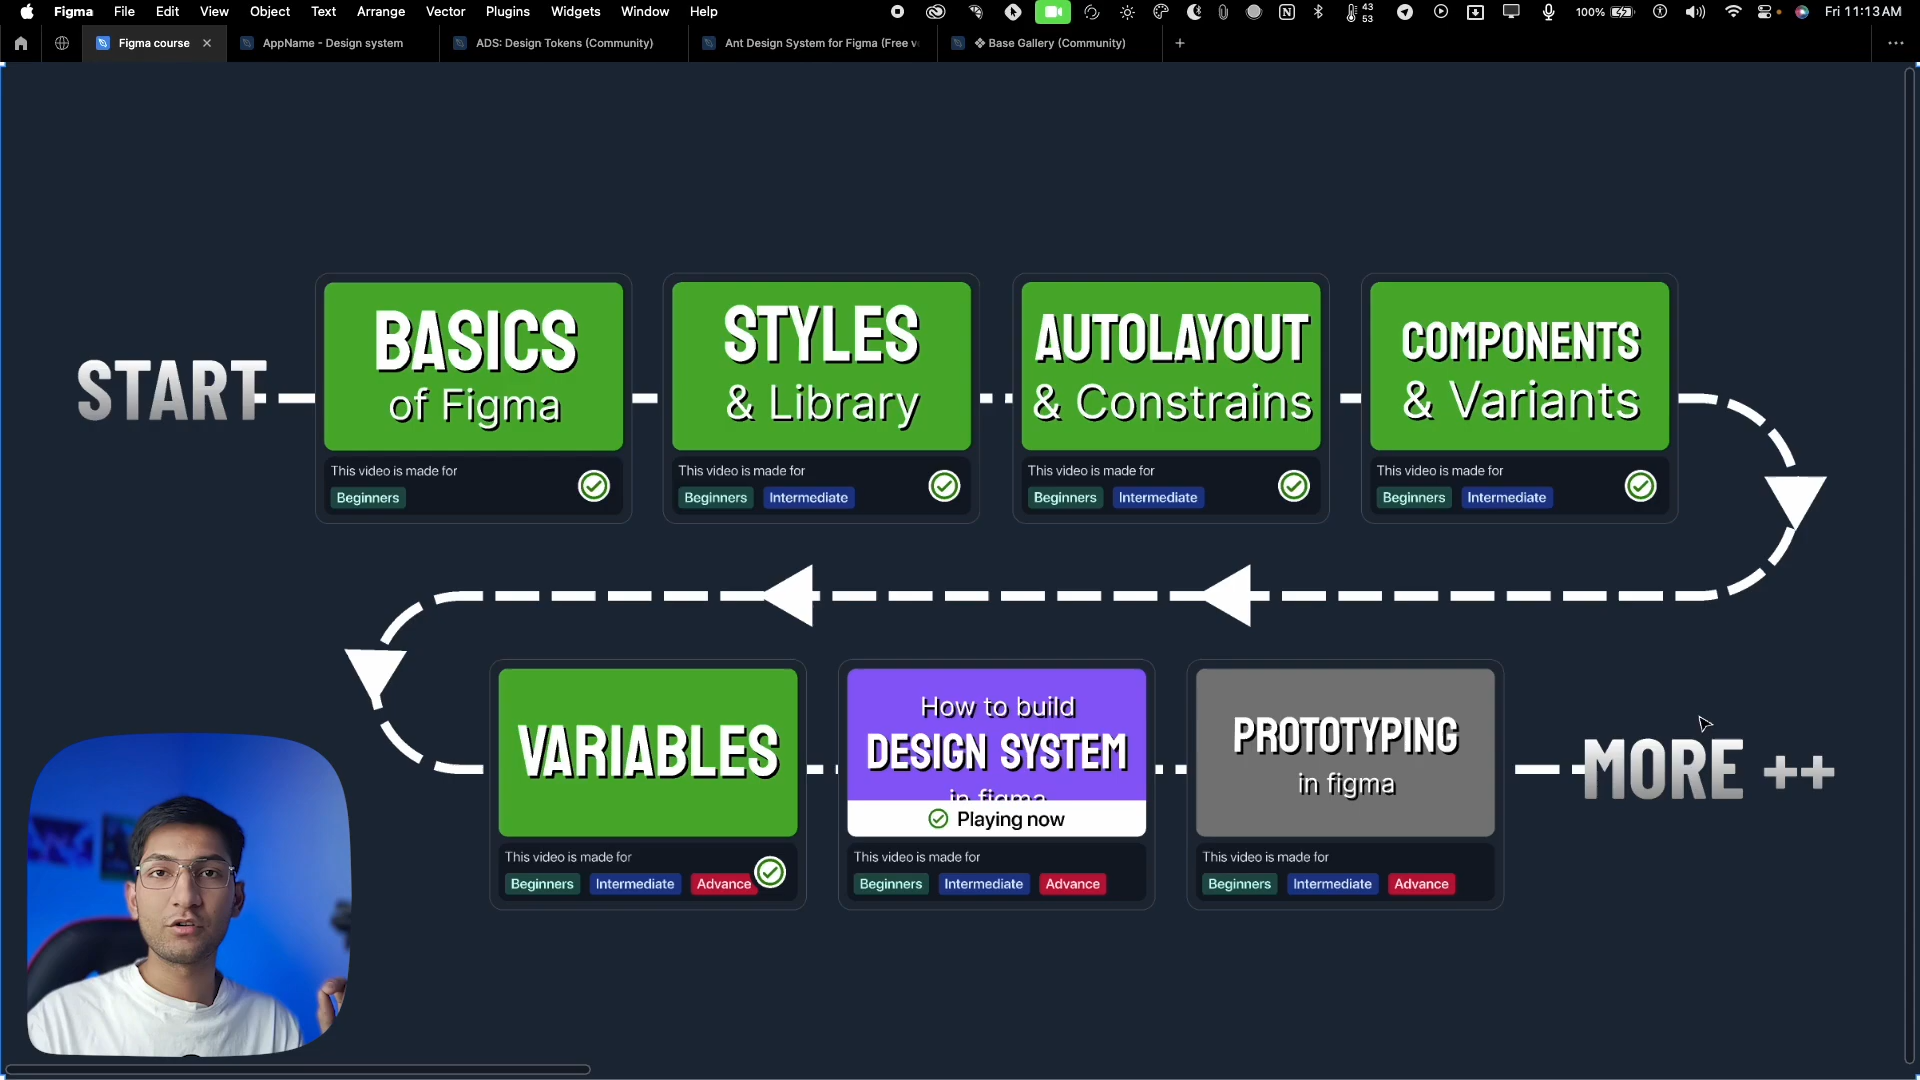 Figma File Edit View Object Text Arrange Vector Plugins Widgets Window Help
43
53
100%
Fri 11:13 AM
Figma course
AppName - Design system
ADS: Design Tokens (Community)
Ant Design System for Figma (Free v
❖ Base Gallery (Community)
START
BASICS
of Figma
This video is made for
Beginners
STYLES
& Library
This video is made for
Beginners Intermediate
AUTOLAYOUT
& Constrains
This video is made for
Beginners Intermediate
COMPONENTS
& Variants
This video is made for
Beginners Intermediate
VARIABLES
This video is made for
Beginners Intermediate Advance
How to build
DESIGN SYSTEM
in figma
Playing now
This video is made for
Beginners Intermediate Advance
PROTOTYPING
in figma
This video is made for
Beginners Intermediate Advance
MORE ++